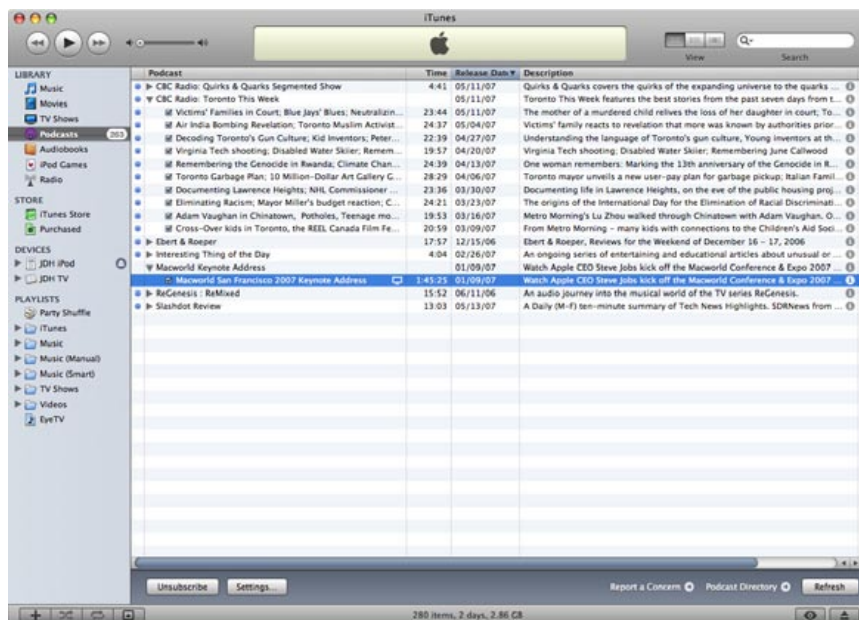 iTunes
View
Search
LIBRARY
Music
Movies
TV Shows
Podcasts 263
Audiobooks
iPod Games
Radio
STORE
iTunes Store
Purchased
DEVICES
JDH iPod
JDH TV
PLAYLISTS
Party Shuffle
iTunes
Music
Music (Manual)
Music (Smart)
TV Shows
Videos
EyeTV
Podcast Time Release Date Description
CBC Radio: Quirks & Quarks Segmented Show 4:41 05/11/07 Quirks & Quarks covers the quirks of the expanding universe to the quarks ...
CBC Radio: Toronto This Week 05/11/07 Toronto This Week features the best stories from the past seven days from t...
Victims' Families in Court; Blue Jays' Blues; Neutralizin... 23:44 05/11/07 The mother of a murdered child relives the loss of her daughter in court; To...
Air India Bombing Revelation; Toronto Muslim Activist... 24:37 05/04/07 Victims' family reacts to revelation that more was known by authorities prior...
Decoding Toronto's Gun Culture; Kid Inventors; Peter... 22:39 04/27/07 Understanding the language of Toronto's gun culture, Young inventors at th...
Virginia Tech shooting; Disabled Water Skiier; Remem... 19:57 04/20/07 Virginia Tech shooting; Disabled Water Skiier; Remembering June Callwood
Remembering the Genocide in Rwanda; Climate Chan... 24:39 04/13/07 One woman remembers: Marking the 13th anniversary of the Genocide in R...
Toronto Garbage Plan; 10 Million-Dollar Art Gallery G... 28:29 04/06/07 Toronto mayor unveils a new user-pay plan for garbage pickup; Italian Famil...
Documenting Lawrence Heights; NHL Commissioner ... 23:36 03/30/07 Documenting life in Lawrence Heights, on the eve of the public housing proj...
Eliminating Racism; Mayor Miller's budget reaction; C... 24:21 03/23/07 The origins of the International Day for the Elimination of Racial Discriminati...
Adam Vaughan in Chinatown, Potholes, Teenage mo... 19:53 03/16/07 Metro Morning's Lu Zhou walked through Chinatown with Adam Vaughan. O...
Cross-Over kids in Toronto, the REEL Canada Film Fe... 20:59 03/09/07 From Metro Morning - many kids with connections to the Children's Aid Soci...
Ebert & Roeper 17:57 12/15/06 Ebert & Roeper, Reviews for the Weekend of December 16 - 17, 2006
Interesting Thing of the Day 4:04 02/26/07 An ongoing series of entertaining and educational articles about unusual or ...
Macworld Keynote Address 01/09/07 Watch Apple CEO Steve Jobs kick off the Macworld Conference & Expo 2007 ...
Macworld San Francisco 2007 Keynote Address 1:45:25 01/09/07 Watch Apple CEO Steve Jobs kick off the Macworld Conference & Expo 2007 ...
ReGenesis : ReMixed 15:52 06/11/06 An audio journey into the musical world of the TV series ReGenesis.
Slashdot Review 13:03 05/13/07 A Daily (M-F) ten-minute summary of Tech News Highlights. SDRNews from ...
Unsubscribe
Settings...
Report a Concern
Podcast Directory
Refresh
280 items, 2 days, 2.86 GB